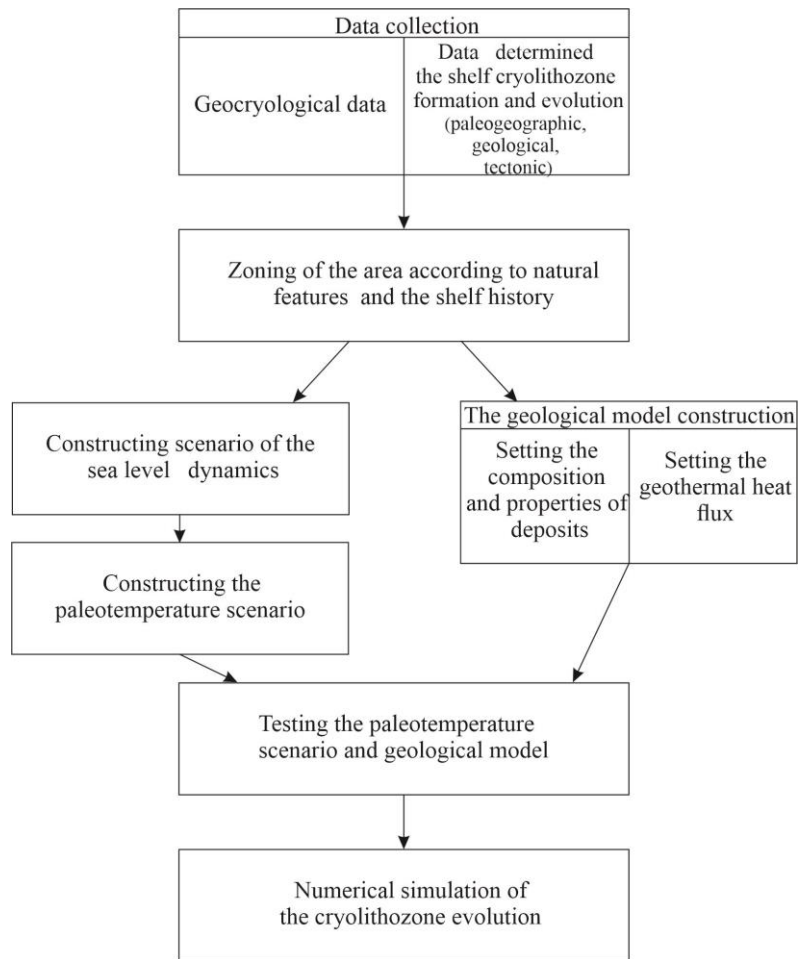 Data collection
Geocryological data
Data determined
the shelf cryolithozone
formation and evolution
(paleogeographic,
geological,
tectonic)
Zoning of the area according to natural
features and the shelf history
Constructing scenario of the
sea level dynamics
Constructing the
paleotemperature scenario
The geological model construction
Setting the
composition
and properties of
deposits
Setting the
geothermal heat
flux
Testing the paleotemperature
scenario and geological model
Numerical simulation of
the cryolithozone evolution